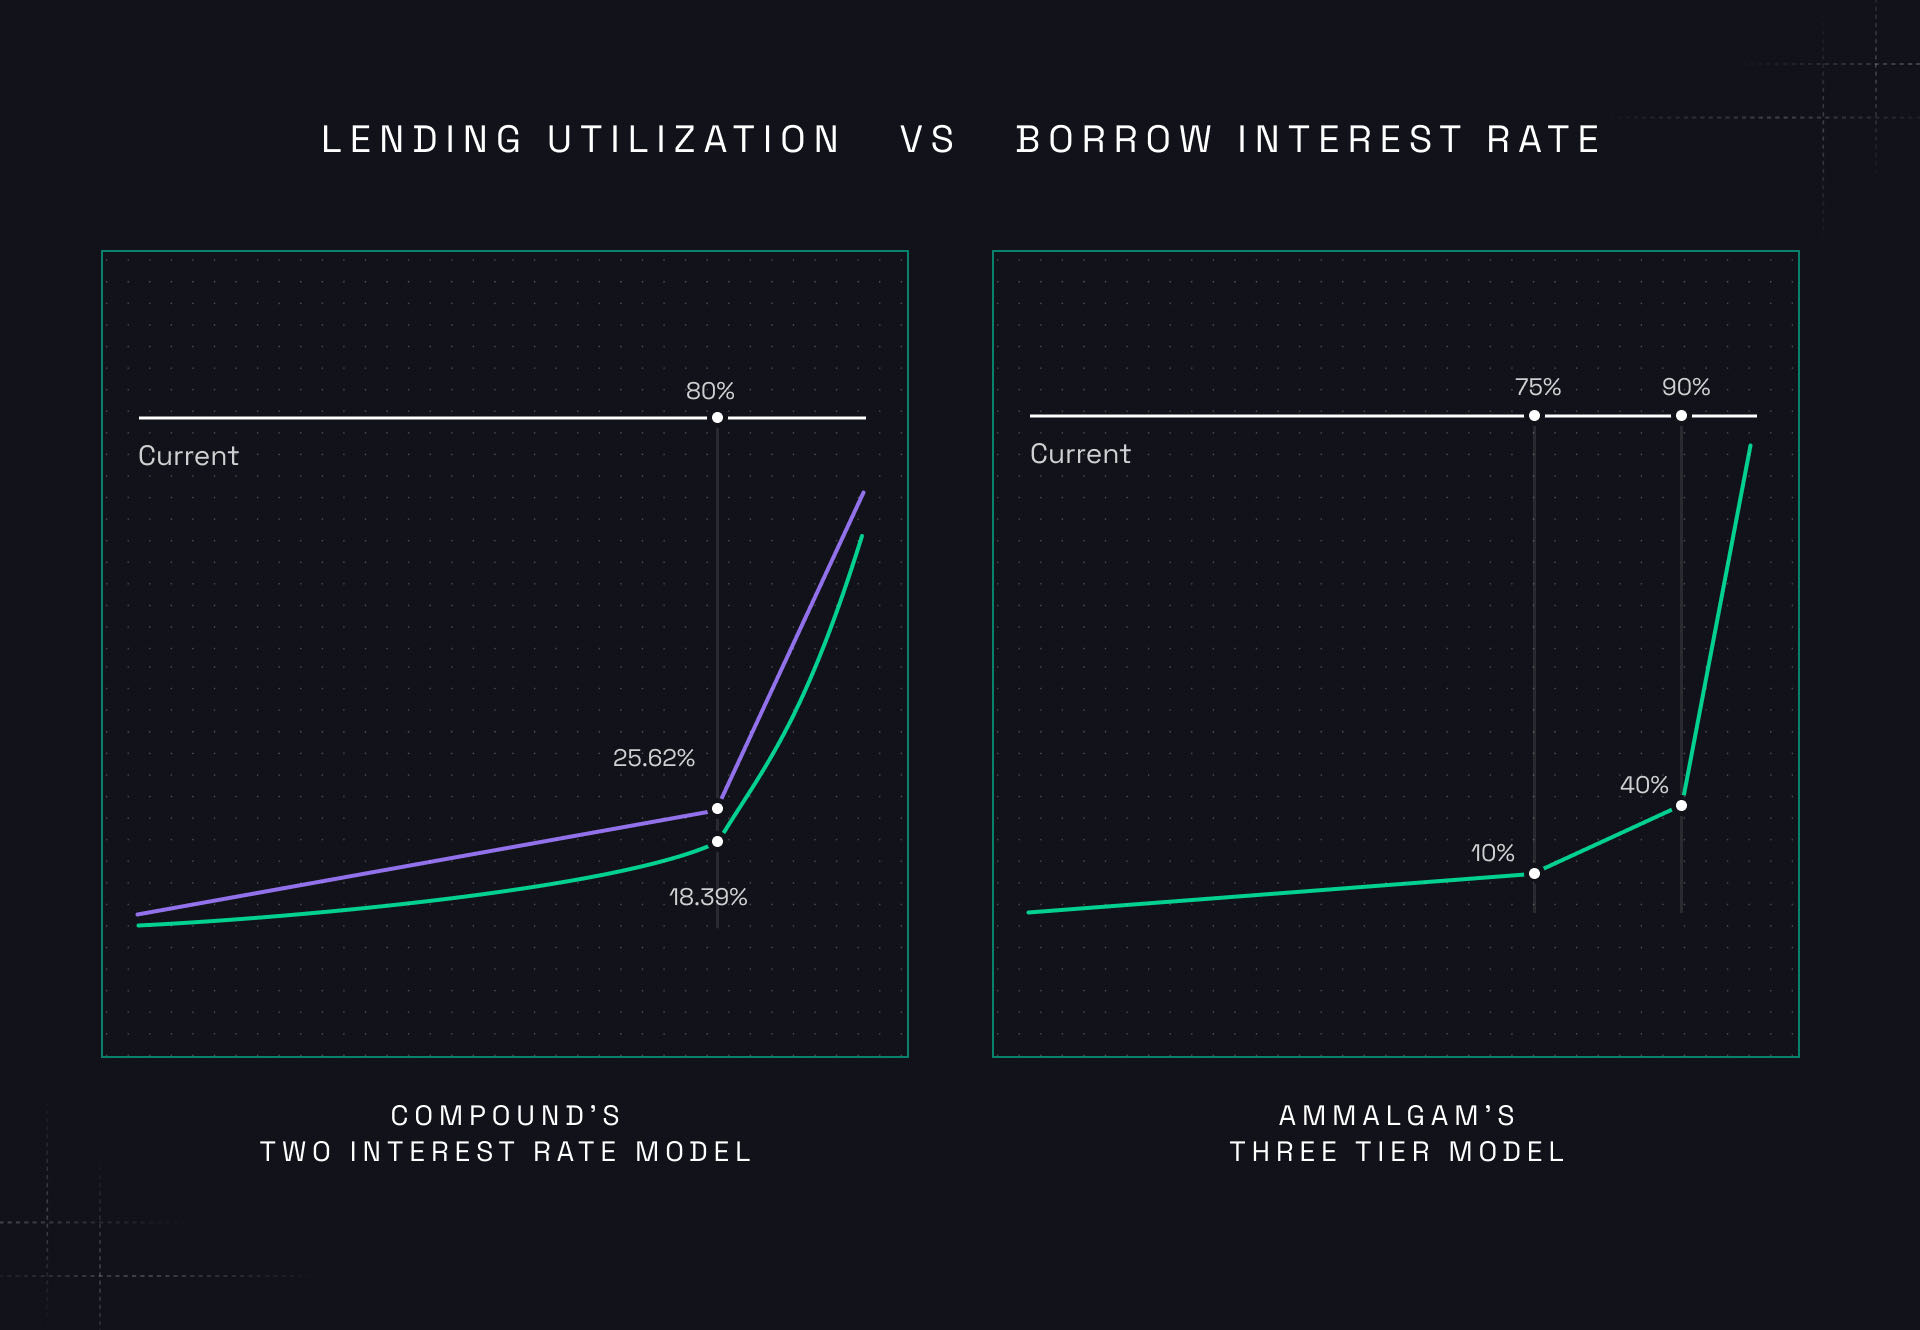 LENDING UTILIZATION VS BORROW INTEREST RATE
80%
Current
25.62%
18.39%
75% 90%
Current
40%
10%
COMPOUND’S
TWO INTEREST RATE MODEL
AMMALGAM’S
THREE TIER MODEL